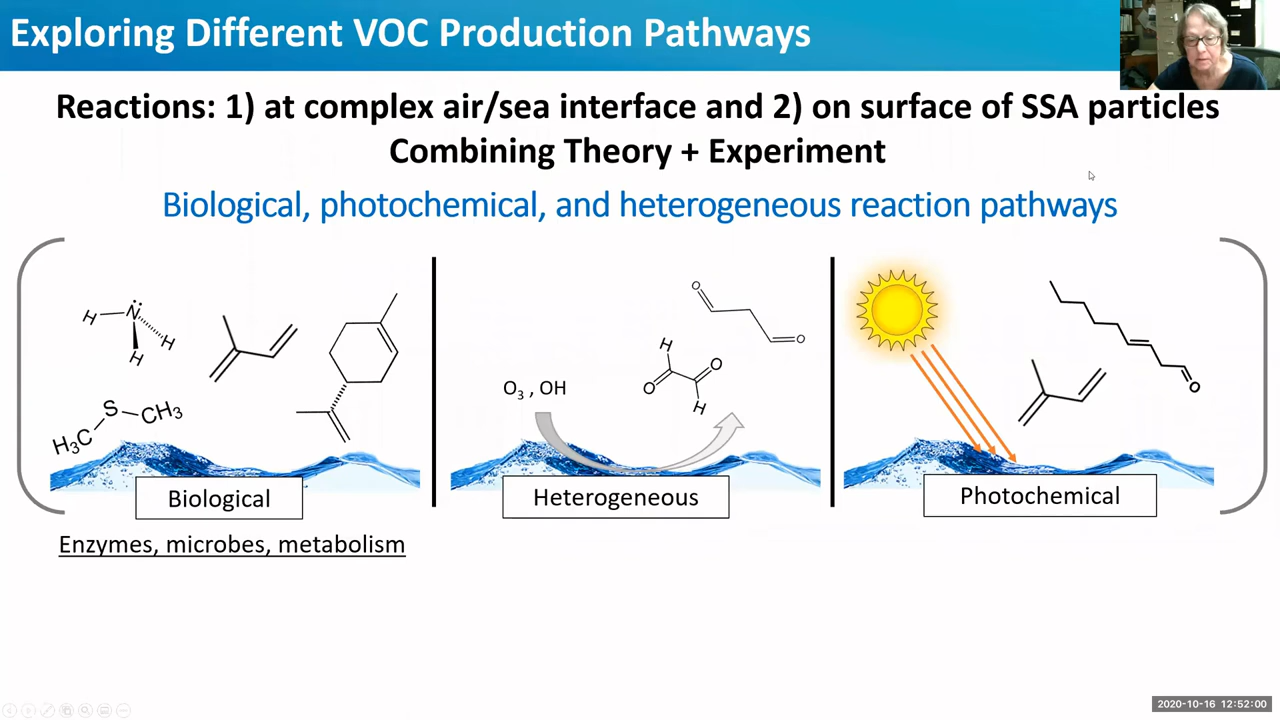 Exploring Different VOC Production Pathways
Reactions: 1) at complex air/sea interface and 2) on surface of SSA particles
Combining Theory + Experiment
Biological, photochemical, and heterogeneous reaction pathways
H
N
H
H
S
CH3
H3C
Biological
Enzymes, microbes, metabolism
O
O
H
O
O
H
O3 , OH
Heterogeneous
O
Photochemical
2020-10-16 12:52:00